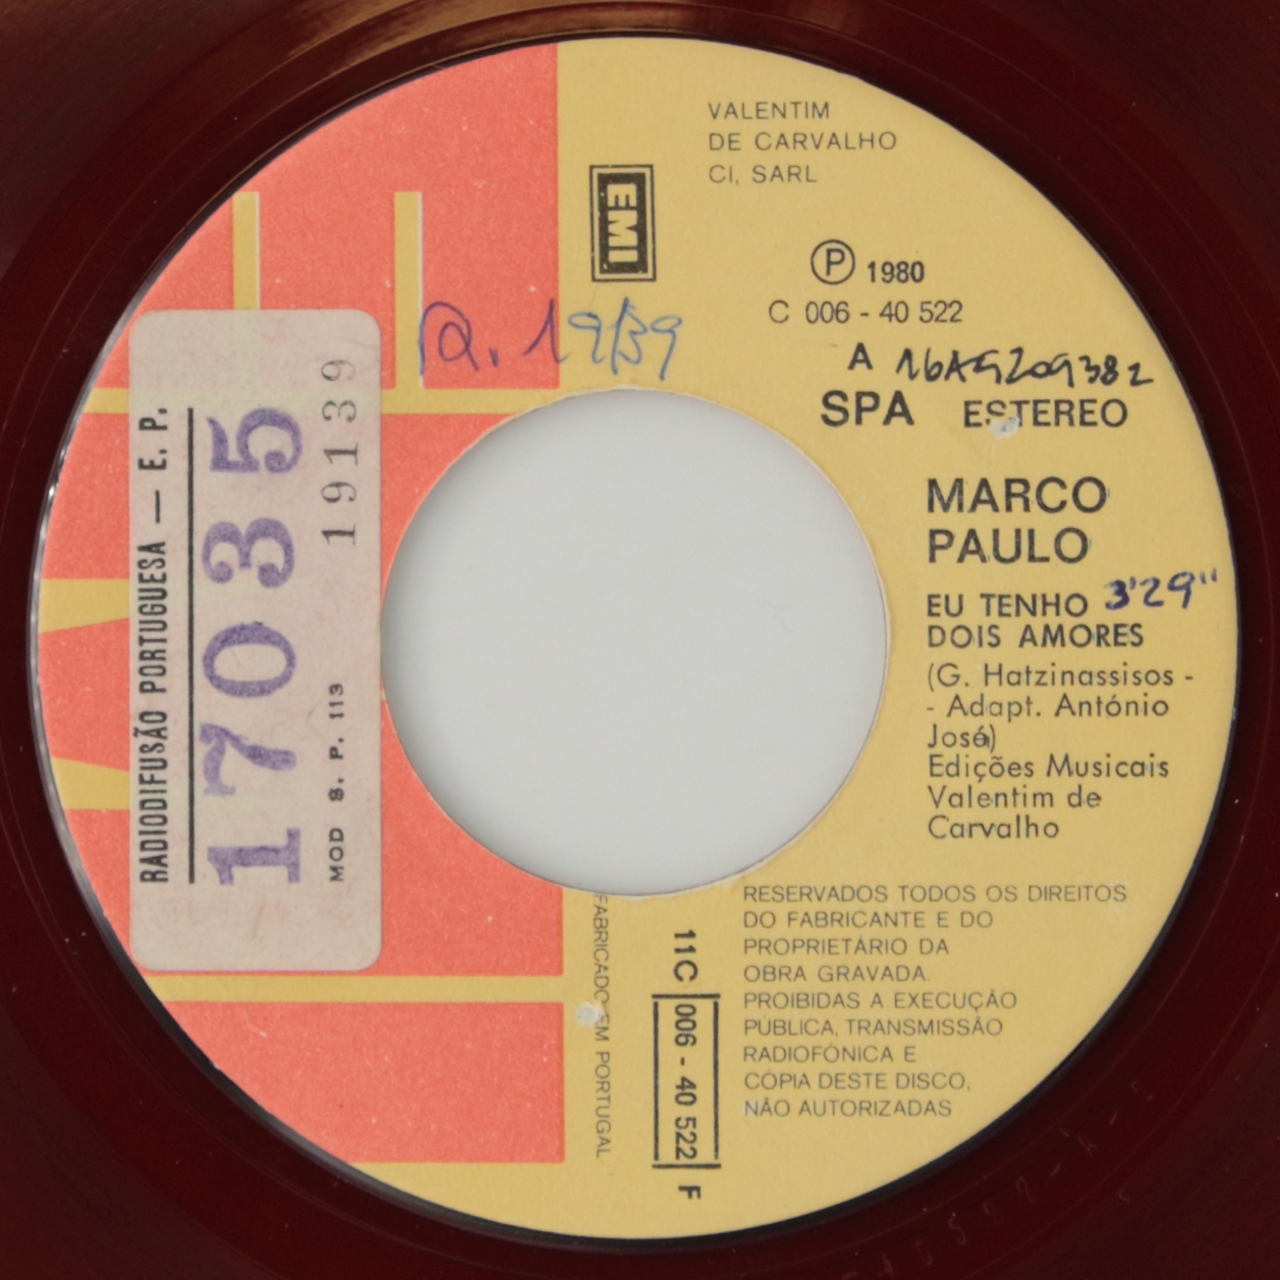 VALENTIM
DE CARVALHO
CI, SARL
EMI
Ⓟ 1980
C 006 - 40 522
A 16AG209382
SPA ESTEREO
MARCO
PAULO
EU TENHO 3'29"
DOIS AMORES
(G. Hatzinassisos -
- Adapt. António
José)
Edições Musicais
Valentim de
Carvalho
RESERVADOS TODOS OS DIREITOS
DO FABRICANTE E DO
PROPRIETÁRIO DA
OBRA GRAVADA.
PROIBIDAS A EXECUÇÃO
PÚBLICA, TRANSMISSÃO
RADIOFÓNICA E
CÓPIA DESTE DISCO,
NÃO AUTORIZADAS
11C 006 - 40 522 F
FABRICADO EM PORTUGAL
RADIODIFUSÃO PORTUGUESA — E. P.
17035
MOD S. P. 113 19139